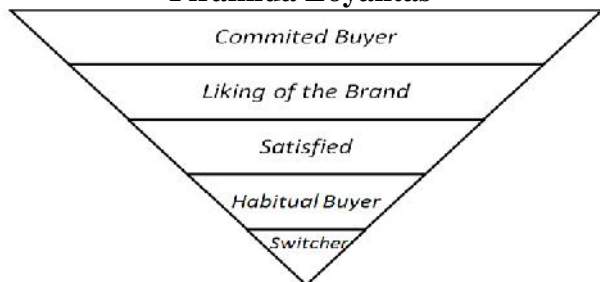 Piramida Loyalitas
Commited Buyer
Liking of the Brand
Satisfied
Habitual Buyer
Switcher